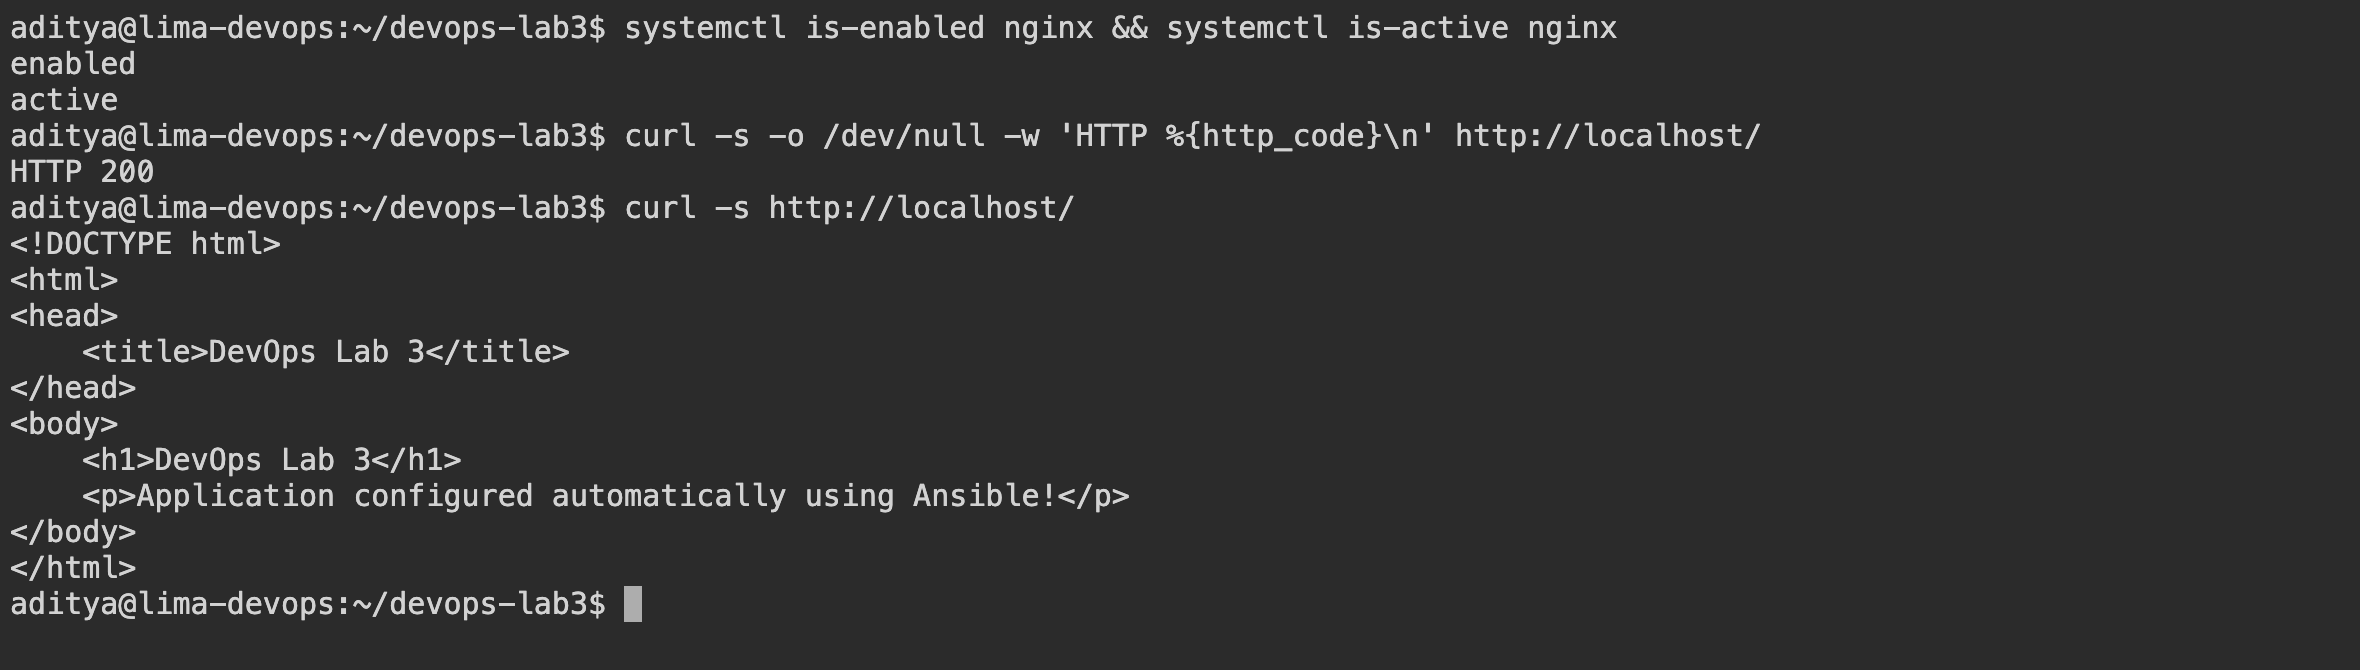 aditya@lima-devops:~/devops-lab3$ systemctl is-enabled nginx && systemctl is-active nginx
enabled
active
aditya@lima-devops:~/devops-lab3$ curl -s -o /dev/null -w 'HTTP %{http_code}\n' http://localhost/
HTTP 200
aditya@lima-devops:~/devops-lab3$ curl -s http://localhost/
<!DOCTYPE html>
<html>
<head>
    <title>DevOps Lab 3</title>
</head>
<body>
    <h1>DevOps Lab 3</h1>
    <p>Application configured automatically using Ansible!</p>
</body>
</html>
aditya@lima-devops:~/devops-lab3$